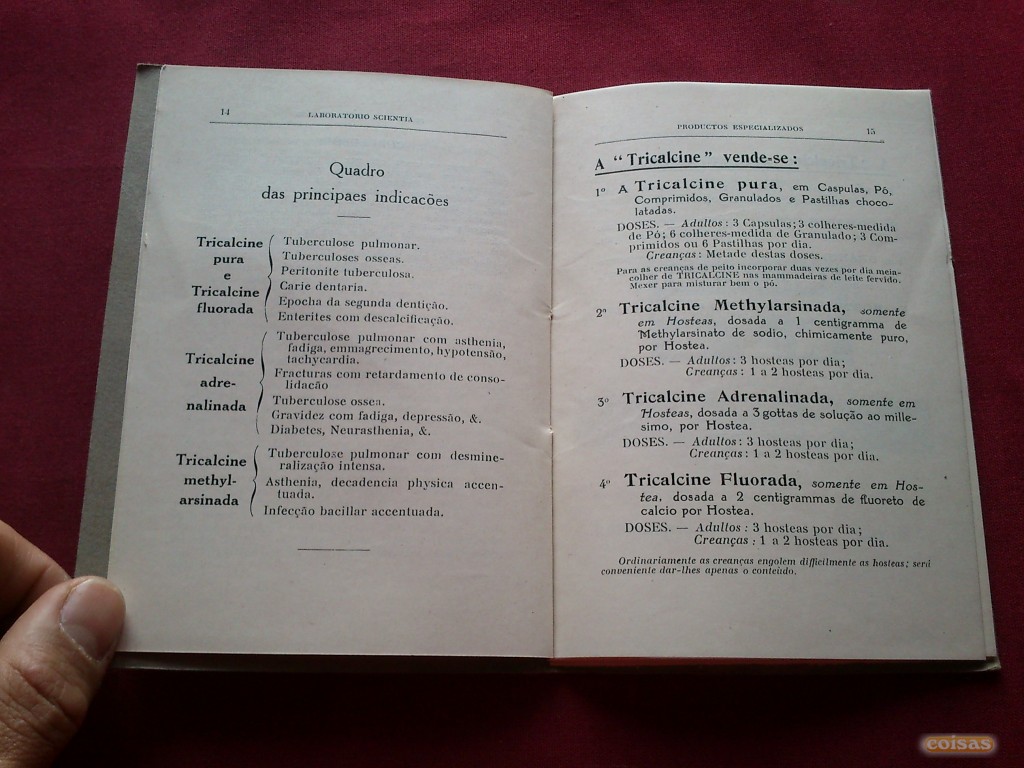 14
LABORATORIO SCIENTIA
Quadro
das principaes indicacões
Tricalcine
pura
e
Tricalcine
fluorada
Tuberculose pulmonar.
Tuberculoses osseas.
Peritonite tuberculosa.
Carie dentaria.
Epocha da segunda dentição.
Enterites com descalcificação.
Tricalcine
adre-
nalinada
Tuberculose pulmonar com asthenia,
fadiga, emmagrecimento, hypotensão,
tachycardia.
Fracturas com retardamento de conso-
lidacão
Tuberculose ossea.
Gravidez com fadiga, depressão, &.
Diabetes, Neurasthenia, &.
Tricalcine
methyl-
arsinada
Tuberculose pulmonar com desmine-
ralização intensa.
Asthenia, decadencia physica accen-
tuada.
Infecção bacillar accentuada.
PRODUCTOS ESPECIALIZADOS
15
A "Tricalcine" vende-se :
1º A Tricalcine pura, em Caspulas, Pó,
Comprimidos, Granulados e Pastilhas choco-
latadas.
DOSES. — Adultos : 3 Capsulas; 3 colheres-medida
de Pó; 6 colheres-medida de Granulado; 3 Com-
primidos ou 6 Pastilhas por dia.
Creanças : Metade destas doses.
Para as creanças de peito incorporar duas vezes por dia meia-
colher de TRICALCINE nas mammadeiras de leite fervido.
Mexer para misturar bem o pó.
2º Tricalcine Methylarsinada, somente
em Hosteas, dosada a 1 centigramma de
Methylarsinato de sodio, chimicamente puro,
por Hostea.
DOSES. — Adultos : 3 hosteas por dia;
Creanças : 1 a 2 hosteas por dia.
3º Tricalcine Adrenalinada, somente em
Hosteas, dosada a 3 gottas de solução ao mille-
simo, por Hostea.
DOSES. — Adultos : 3 hosteas por dia;
Creanças : 1 a 2 hosteas por dia.
4º Tricalcine Fluorada, somente em Hos-
tea, dosada a 2 centigrammas de fluoreto de
calcio por Hostea.
DOSES. — Adultos : 3 hosteas por dia;
Creanças : 1 a 2 hosteas por dia.
Ordinariamente as creanças engolem difficilmente as hosteas; será
conveniente dar-lhes apenas o conteúdo.
coisas